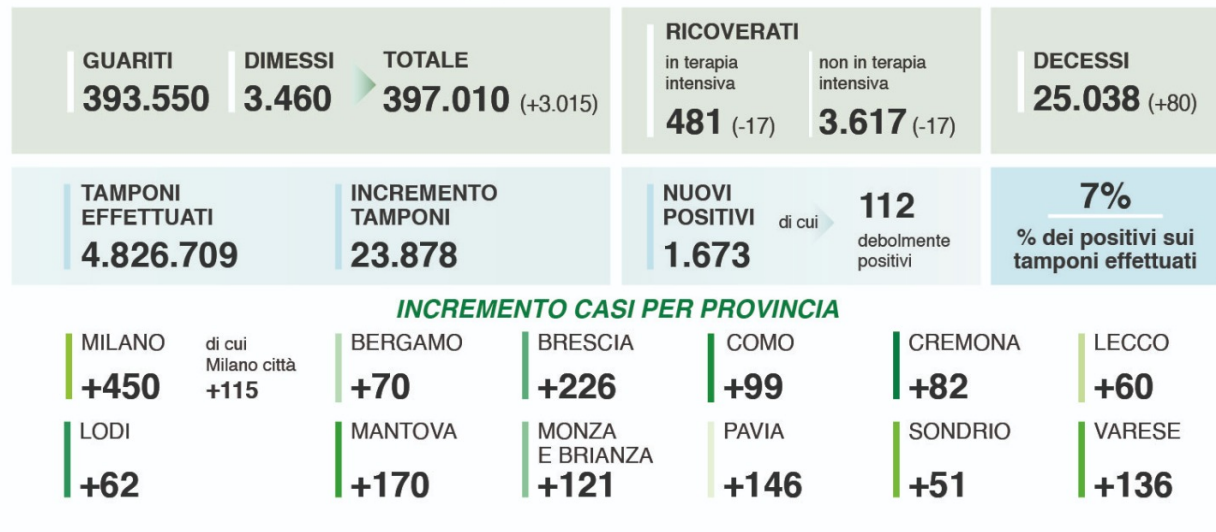 GUARITI
393.550
DIMESSI
3.460
TOTALE
397.010 (+3.015)
RICOVERATI
in terapia
intensiva
481 (-17)
non in terapia
intensiva
3.617 (-17)
DECESSI
25.038 (+80)
TAMPONI
EFFETTUATI
4.826.709
INCREMENTO
TAMPONI
23.878
NUOVI
POSITIVI
1.673
di cui
112
debolmente
positivi
7%
% dei positivi sui
tamponi effettuati
INCREMENTO CASI PER PROVINCIA
MILANO
+450
di cui
Milano città
+115
BERGAMO
+70
BRESCIA
+226
COMO
+99
CREMONA
+82
LECCO
+60
LODI
+62
MANTOVA
+170
MONZA
E BRIANZA
+121
PAVIA
+146
SONDRIO
+51
VARESE
+136